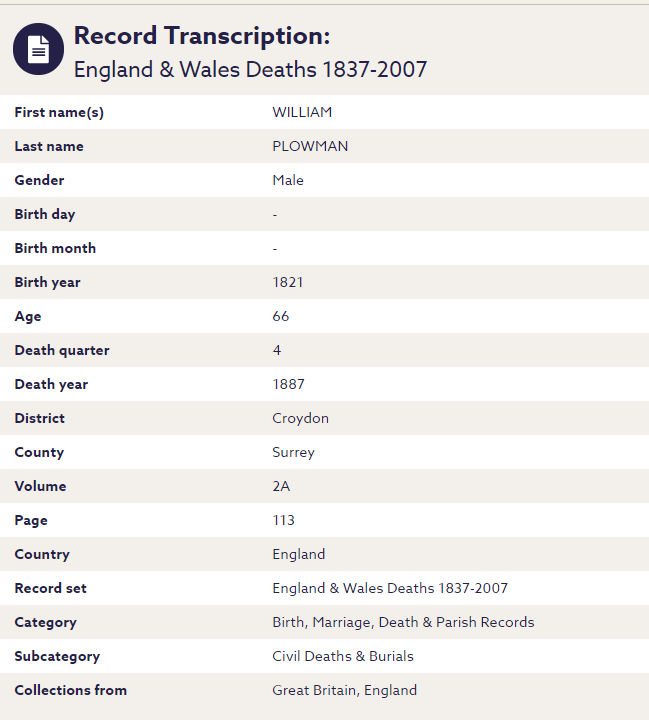 Record Transcription:
England & Wales Deaths 1837-2007
First name(s) WILLIAM
Last name PLOWMAN
Gender Male
Birth day -
Birth month -
Birth year 1821
Age 66
Death quarter 4
Death year 1887
District Croydon
County Surrey
Volume 2A
Page 113
Country England
Record set England & Wales Deaths 1837-2007
Category Birth, Marriage, Death & Parish Records
Subcategory Civil Deaths & Burials
Collections from Great Britain, England